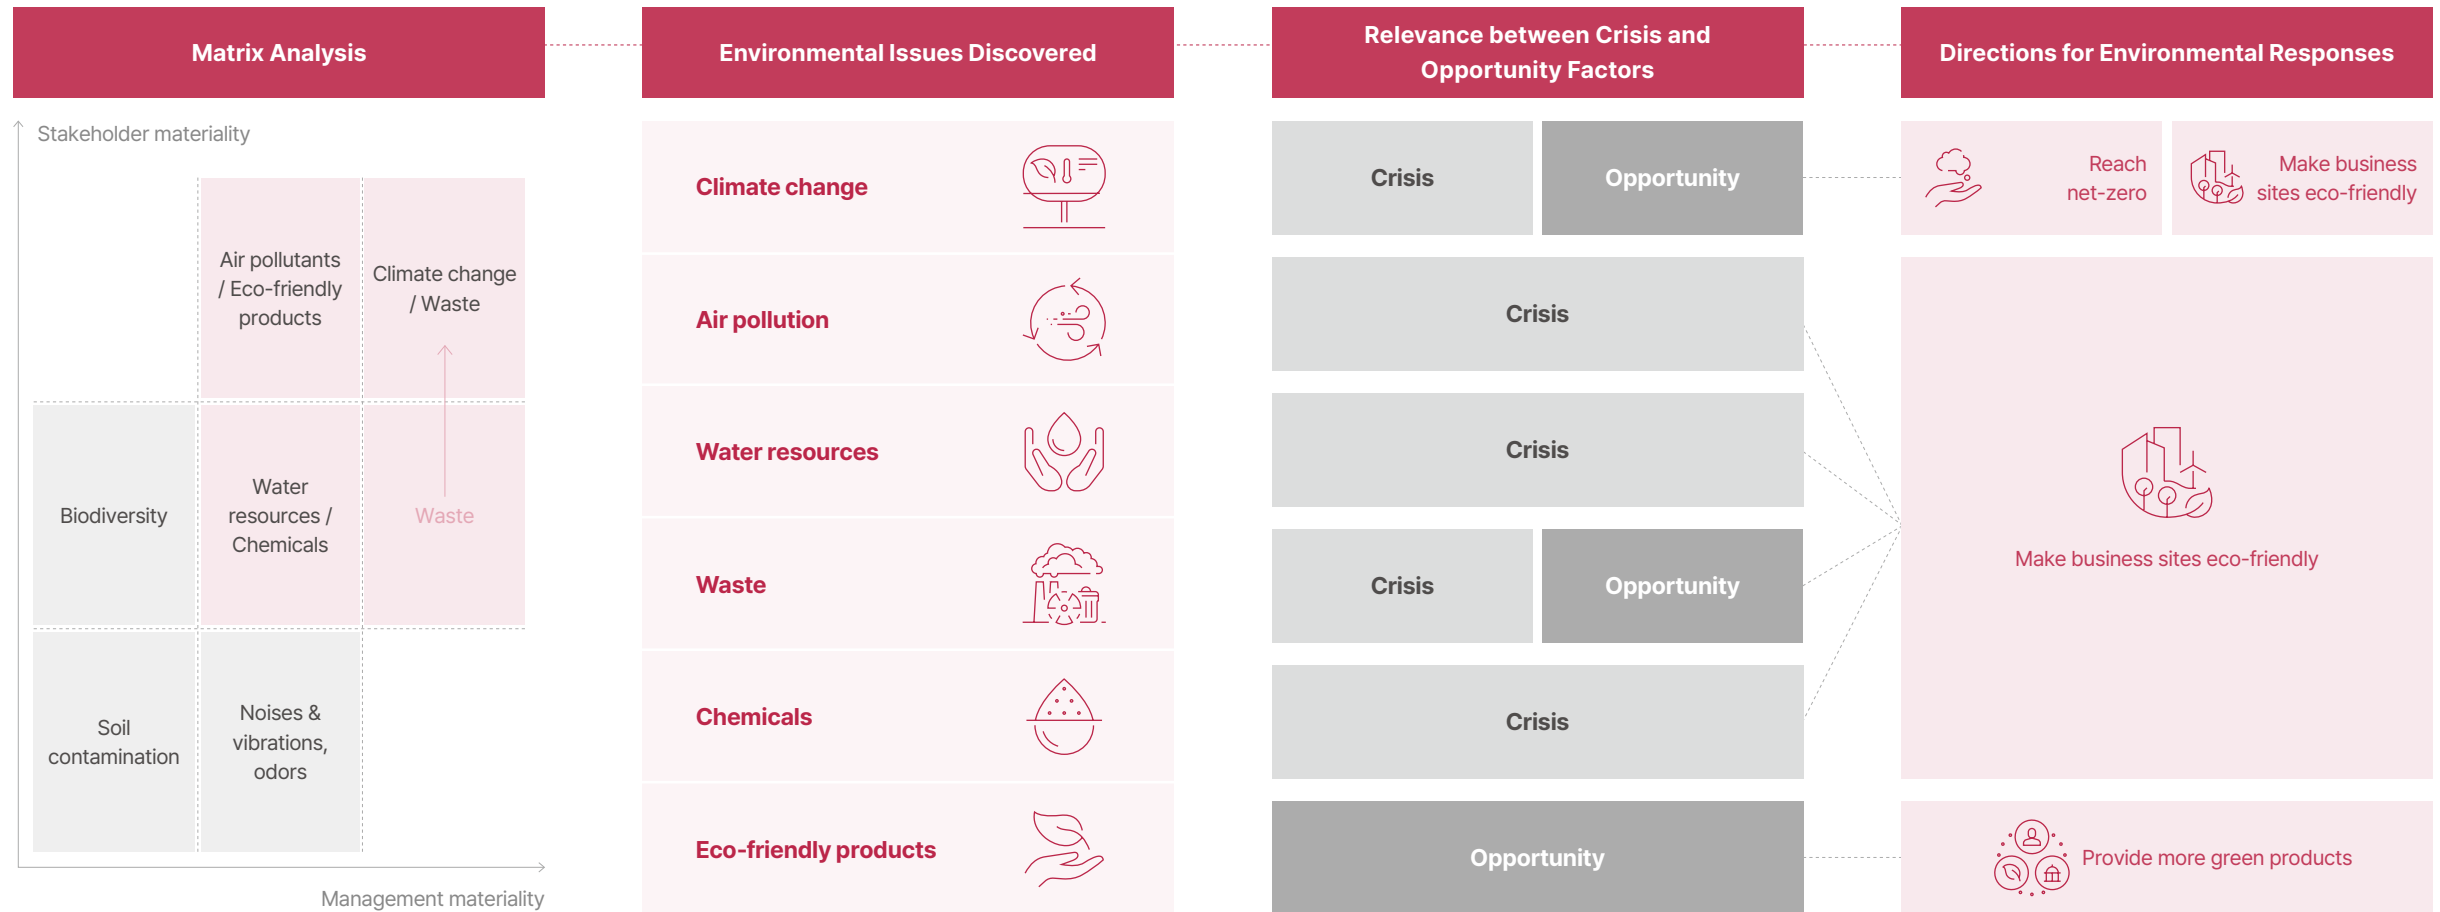 Matrix Analysis
Stakeholder materiality
Air pollutants
/ Eco-friendly
products
Climate change
/ Waste
Biodiversity
Water
resources /
Chemicals
Waste
Soil
contamination
Noises &
vibrations,
odors
Management materiality
Environmental Issues Discovered
Climate change
Air pollution
Water resources
Waste
Chemicals
Eco-friendly products
Relevance between Crisis and
Opportunity Factors
Crisis
Opportunity
Crisis
Crisis
Crisis
Opportunity
Crisis
Opportunity
Directions for Environmental Responses
Reach
net-zero
Make business
sites eco-friendly
Make business sites eco-friendly
Provide more green products